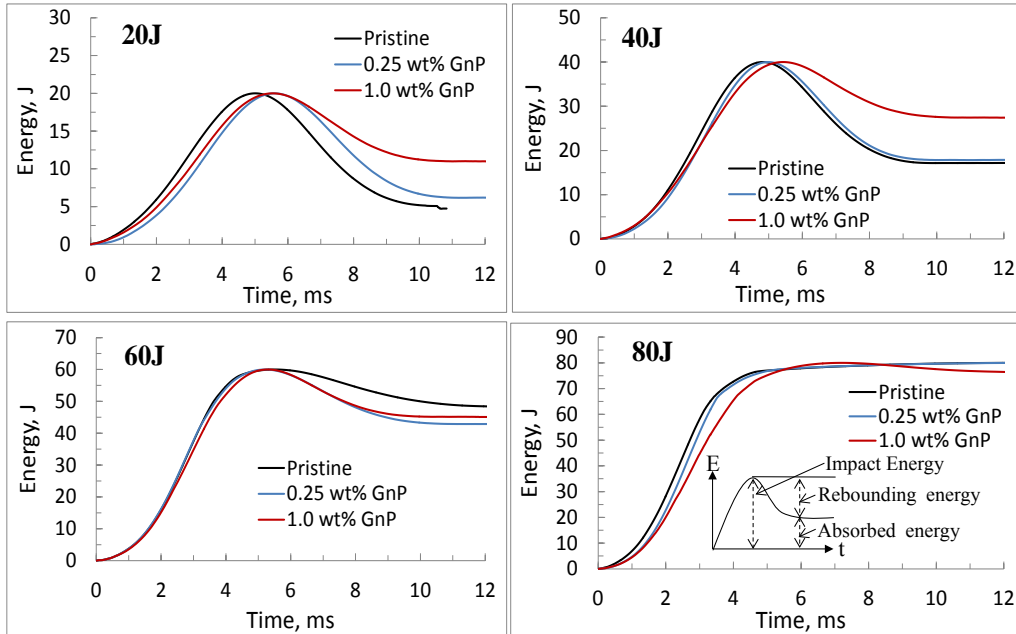 20J
Pristine
0.25 wt% GnP
1.0 wt% GnP
Energy, J
30
25
20
15
10
5
0
0 2 4 6 8 10 12
Time, ms
40J
Pristine
0.25 wt% GnP
1.0 wt% GnP
Energy, J
50
40
30
20
10
0
0 2 4 6 8 10 12
Time, ms
60J
Pristine
0.25 wt% GnP
1.0 wt% GnP
Energy, J
70
60
50
40
30
20
10
0
0 2 4 6 8 10 12
Time, ms
80J
Pristine
0.25 wt% GnP
1.0 wt% GnP
Energy, J
90
80
70
60
50
40
30
20
10
0
E
Impact Energy
Rebounding energy
Absorbed energy
t
0 2 4 6 8 10 12
Time, ms